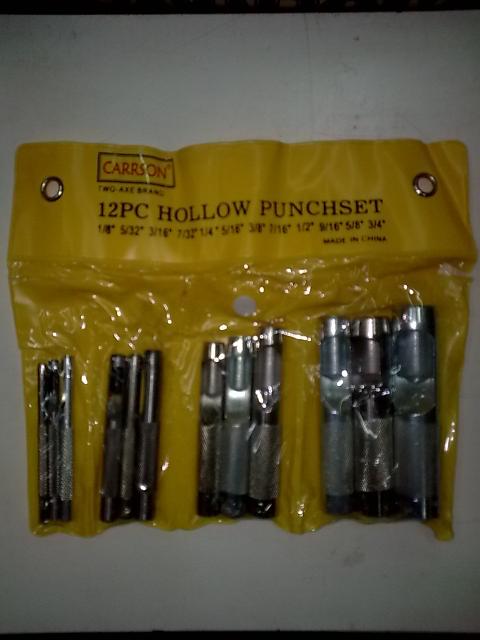 CARRSON®
TWO-AXE BRAND
12PC HOLLOW PUNCHSET
1/8" 5/32" 3/16" 7/32" 1/4" 5/16" 3/8" 7/16" 1/2" 9/16" 5/8" 3/4"
MADE IN CHINA